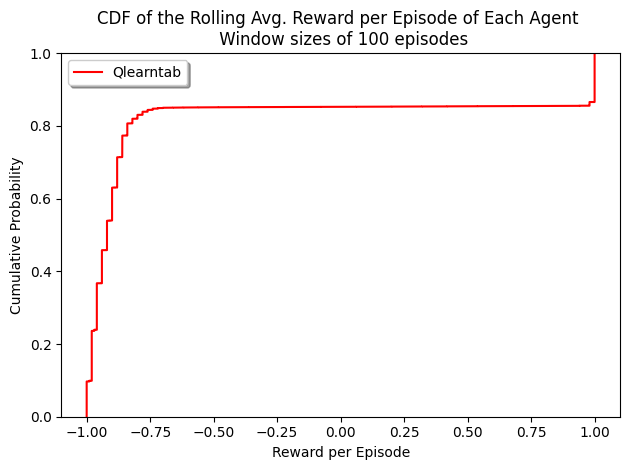 CDF of the Rolling Avg. Reward per Episode of Each Agent
Window sizes of 100 episodes
Qlearntab
Cumulative Probability
1.0
0.8
0.6
0.4
0.2
0.0
−1.00 −0.75 −0.50 −0.25 0.00 0.25 0.50 0.75 1.00
Reward per Episode